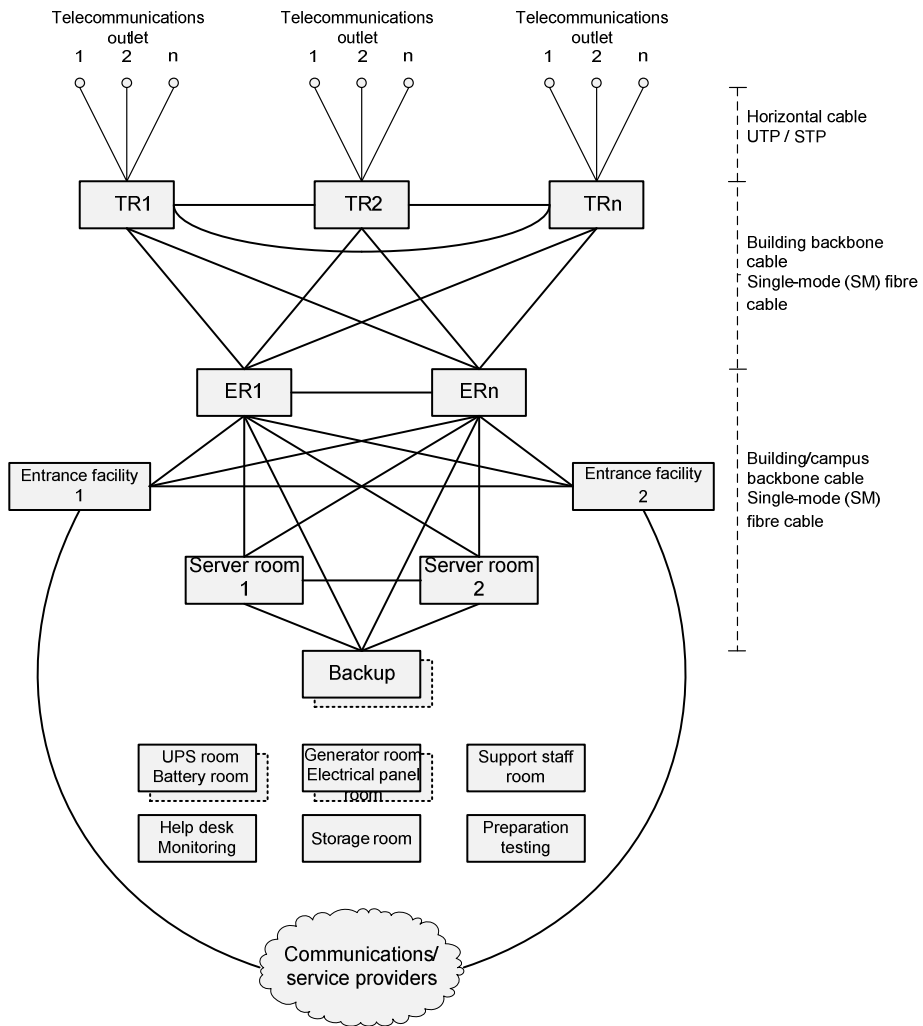 Telecommunications
outlet
1 2 n
Telecommunications
outlet
1 2 n
Telecommunications
outlet
1 2 n
Horizontal cable
UTP / STP
TR1
TR2
TRn
Building backbone
cable
Single-mode (SM) fibre
cable
ER1
ERn
Building/campus
backbone cable
Single-mode (SM)
fibre cable
Entrance facility
1
Entrance facility
2
Server room
1
Server room
2
Backup
UPS room
Battery room
Generator room
Electrical panel
room
Support staff
room
Help desk
Monitoring
Storage room
Preparation
testing
Communications/
service providers